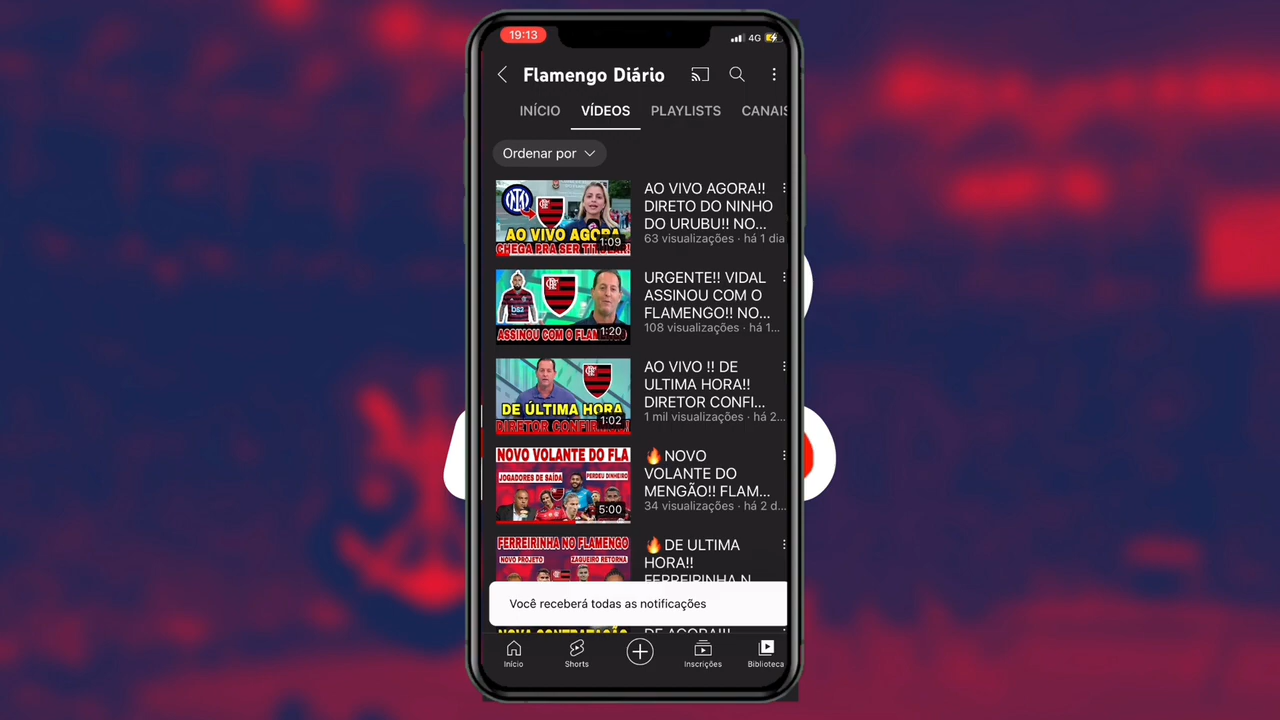 19:13
4G
Flamengo Diário
INÍCIO VÍDEOS PLAYLISTS CANAIS
Ordenar por
AO VIVO AGORA
CHEGA PRA SER TITULAR!
1:09
AO VIVO AGORA!!
DIRETO DO NINHO
DO URUBU!! NO...
63 visualizações · há 1 dia
ASSINOU COM O FLAMENGO
1:20
URGENTE!! VIDAL
ASSINOU COM O
FLAMENGO!! NO...
108 visualizações · há 1...
DE ÚLTIMA HORA
DIRETOR CONFIRMA
1:02
AO VIVO !! DE
ULTIMA HORA!!
DIRETOR CONFI...
1 mil visualizações · há 2...
NOVO VOLANTE DO FLA
JOGADORES DE SAÍDA
PERDEU DINHEIRO
5:00
🔥NOVO
VOLANTE DO
MENGÃO!! FLAM...
34 visualizações · há 2 d...
FERREIRINHA NO FLAMENGO
NOVO PROJETO
ZAGUEIRO RETORNA
🔥DE ULTIMA
HORA!!
FERREIRINHA N
Você receberá todas as notificações
NOVA CONTRATAÇÃO
DE AGORA!!!
Início Shorts Inscrições Biblioteca